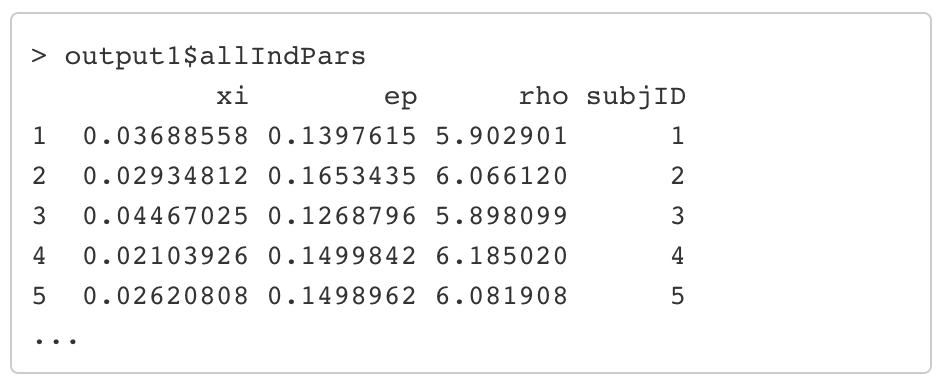 > output1$allIndPars
          xi        ep      rho subjID
1 0.03688558 0.1397615 5.902901      1
2 0.02934812 0.1653435 6.066120      2
3 0.04467025 0.1268796 5.898099      3
4 0.02103926 0.1499842 6.185020      4
5 0.02620808 0.1498962 6.081908      5
...